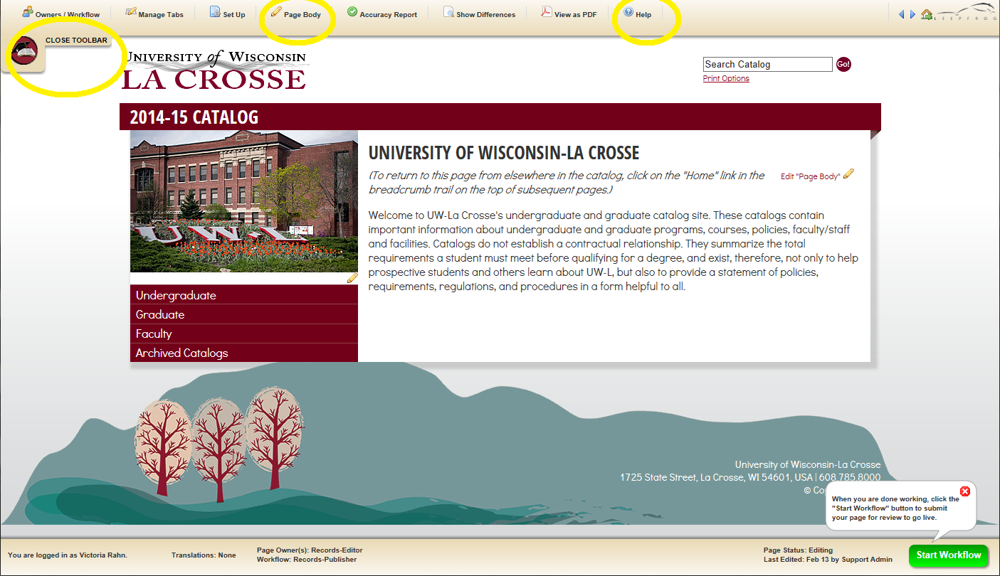 Owners / Workflow Manage Tabs Set Up Page Body Accuracy Report Show Differences View as PDF Help LEEPFROG
CLOSE TOOLBAR
UNIVERSITY of WISCONSIN
LA CROSSE
Search Catalog Go!
Print Options
2014-15 CATALOG
UNIVERSITY OF WISCONSIN-LA CROSSE
(To return to this page from elsewhere in the catalog, click on the "Home" link in the
breadcrumb trail on the top of subsequent pages.)
Edit "Page Body"
Welcome to UW-La Crosse's undergraduate and graduate catalog site. These catalogs contain
important information about undergraduate and graduate programs, courses, policies, faculty/staff
and facilities. Catalogs do not establish a contractual relationship. They summarize the total
requirements a student must meet before qualifying for a degree, and exist, therefore, not only to help
prospective students and others learn about UW-L, but also to provide a statement of policies,
requirements, regulations, and procedures in a form helpful to all.
UW-L
Undergraduate
Graduate
Faculty
Archived Catalogs
University of Wisconsin-La Crosse
1725 State Street, La Crosse, WI 54601, USA | 608.785.8000
©
When you are done working, click the
"Start Workflow" button to submit
your page for review to go live.
You are logged in as Victoria Rahn.
Translations: None
Page Owner(s): Records-Editor
Workflow: Records-Publisher
Page Status: Editing
Last Edited: Feb 13 by Support Admin
Start Workflow